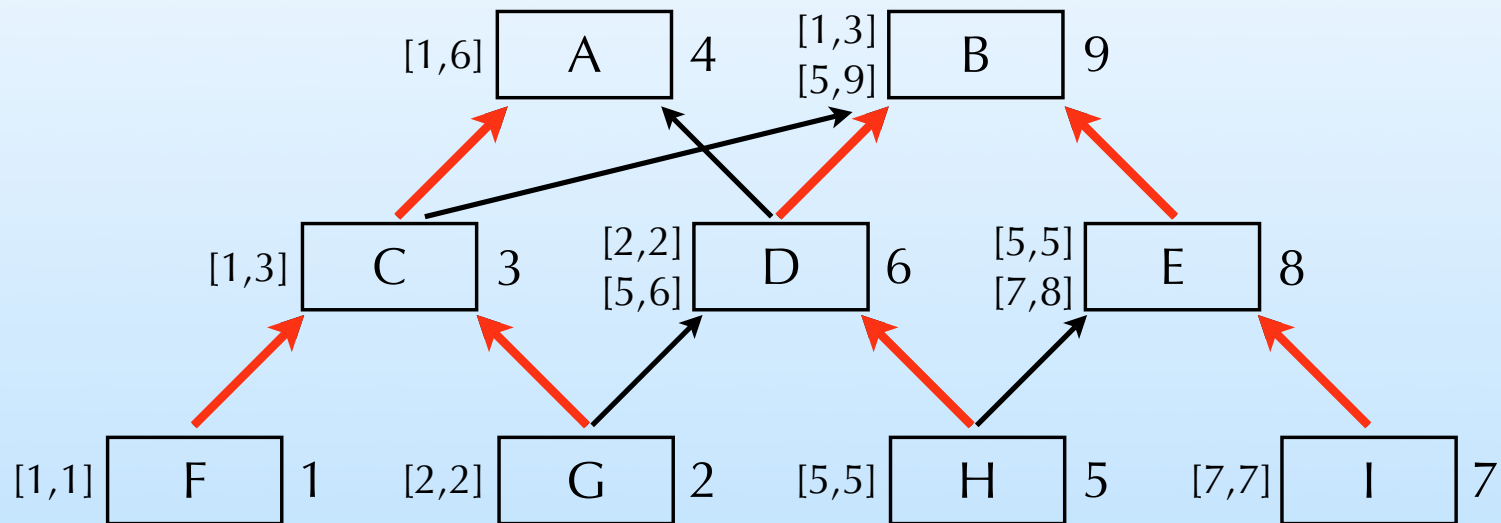 [1,6] A 4
[1,3]
[5,9] B 9
[1,3] C 3
[2,2]
[5,6] D 6
[5,5]
[7,8] E 8
[1,1] F 1
[2,2] G 2
[5,5] H 5
[7,7] I 7